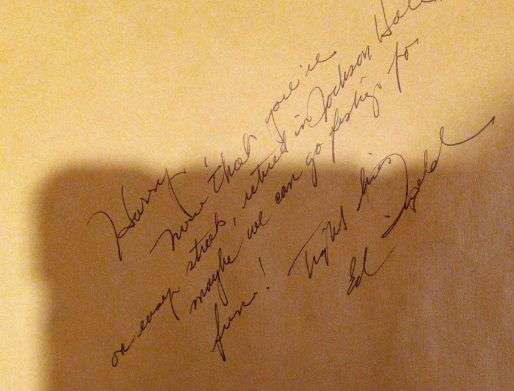 Harry,
now that you're
on easy street, retired in Jackson Hole,
maybe we can go fishing for
fun! Tight lines
Ed